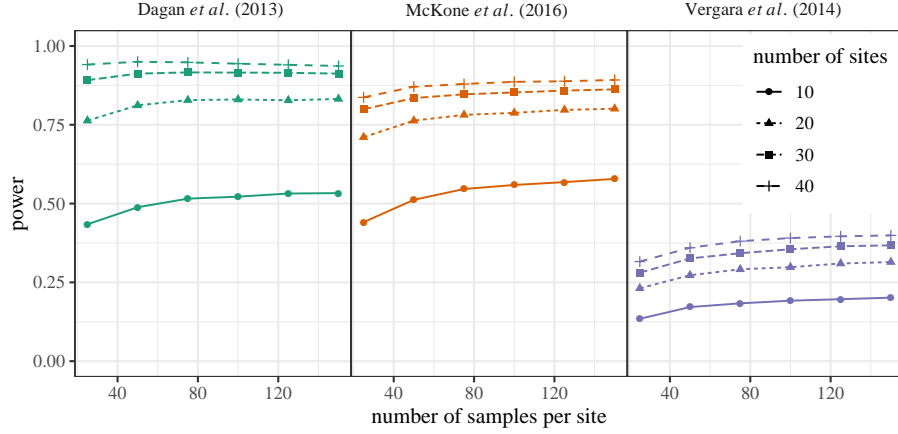 Dagan et al. (2013)
McKone et al. (2016)
Vergara et al. (2014)
1.00
0.75
0.50
0.25
0.00
power
number of sites
10
20
30
40
40 80 120
40 80 120
40 80 120
number of samples per site